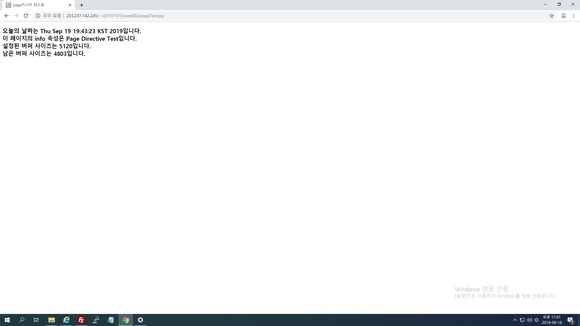 page지시자 테스트
주의 요함 | 203.237.142.245/~u20191175/week02/pageTest.jsp
오늘의 날짜는 Thu Sep 19 19:43:23 KST 2019입니다.
이 페이지의 info 속성은 Page Directive Test입니다.
설정된 버퍼 사이즈는 5120입니다.
남은 버퍼 사이즈는 4803입니다.
Windows 정품 인증
[설정]으로 이동하여 Windows를 정품 인증합니다.
오후 11:01
2019-09-18